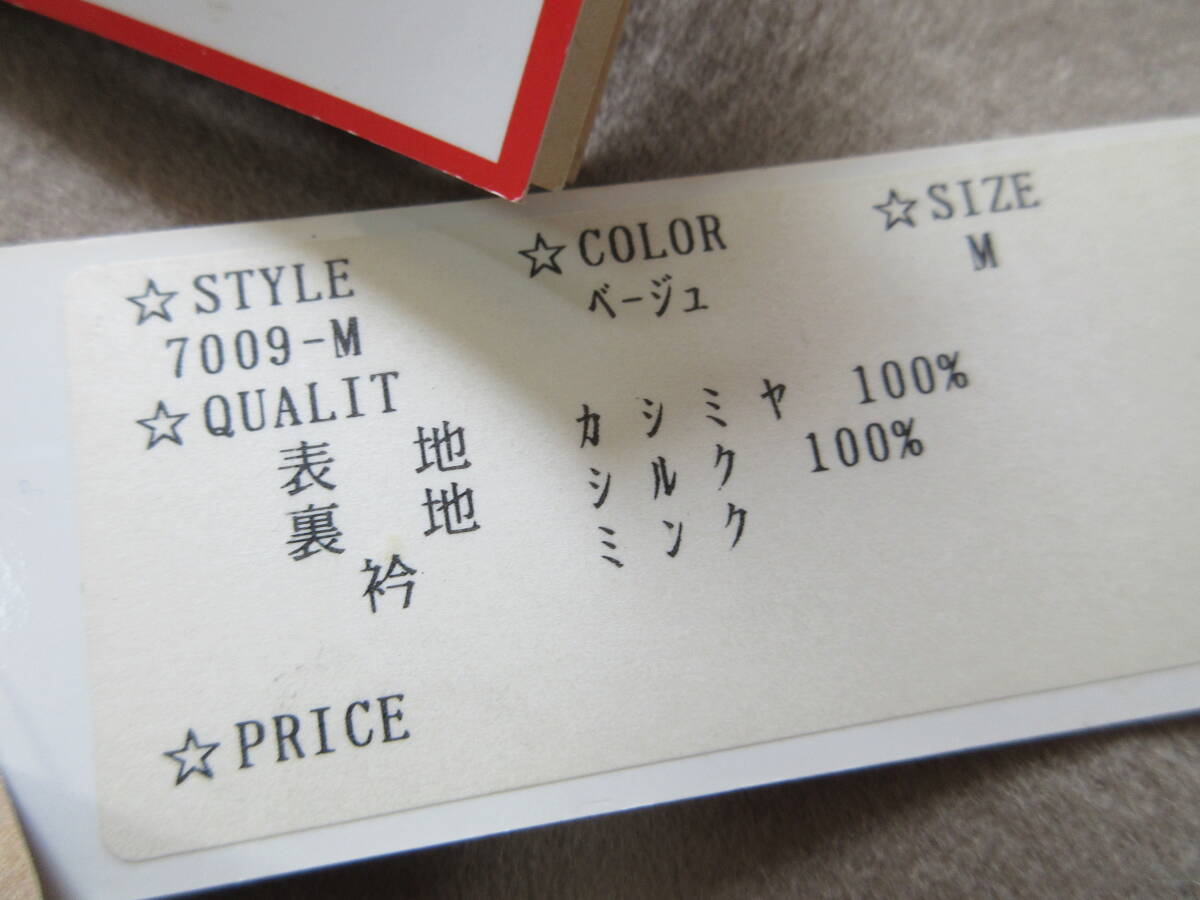 ☆STYLE ☆COLOR ☆SIZE
7009-M ベージュ M
☆QUALIT
表地 カシミヤ 100%
裏地 シルク 100%
衿 ミンク
☆PRICE